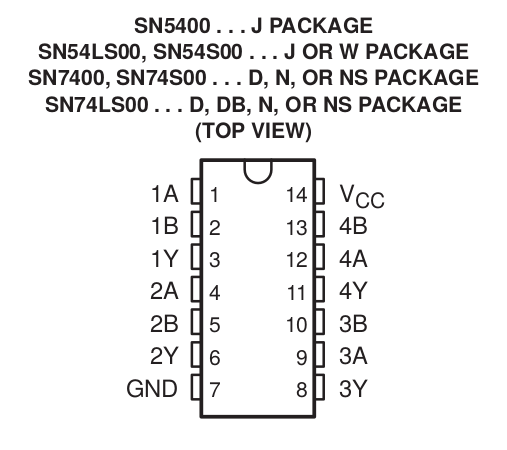 SN5400 . . . J PACKAGE
SN54LS00, SN54S00 . . . J OR W PACKAGE
SN7400, SN74S00 . . . D, N, OR NS PACKAGE
SN74LS00 . . . D, DB, N, OR NS PACKAGE
(TOP VIEW)
1A 1 14 VCC
1B 2 13 4B
1Y 3 12 4A
2A 4 11 4Y
2B 5 10 3B
2Y 6 9 3A
GND 7 8 3Y